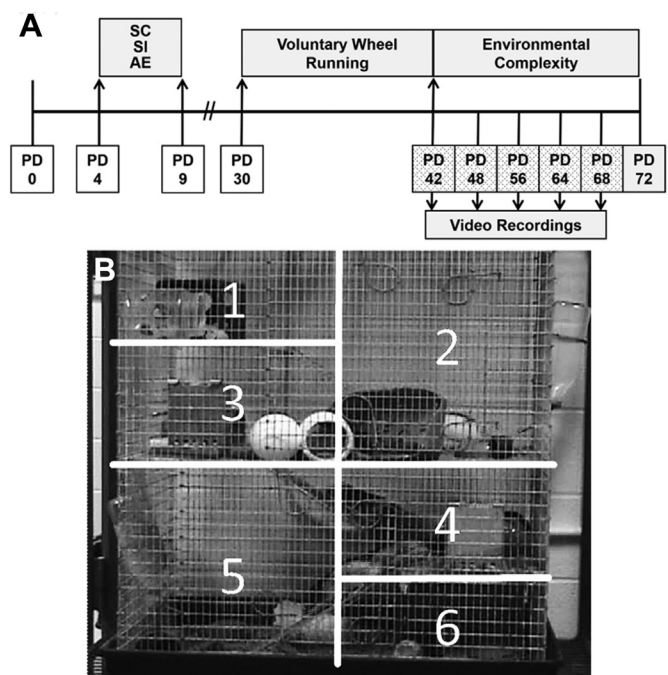 A
SC
SI
AE
Voluntary Wheel
Running
Environmental
Complexity
PD
0
PD
4
PD
9
PD
30
PD
42
PD
48
PD
56
PD
64
PD
68
PD
72
Video Recordings
B
1
2
3
4
5
6